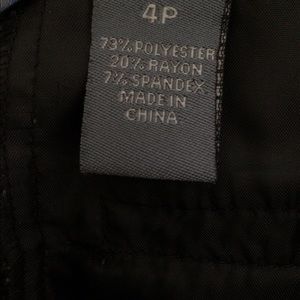 4P
73% POLYESTER
20% RAYON
7% SPANDEX
MADE IN
CHINA